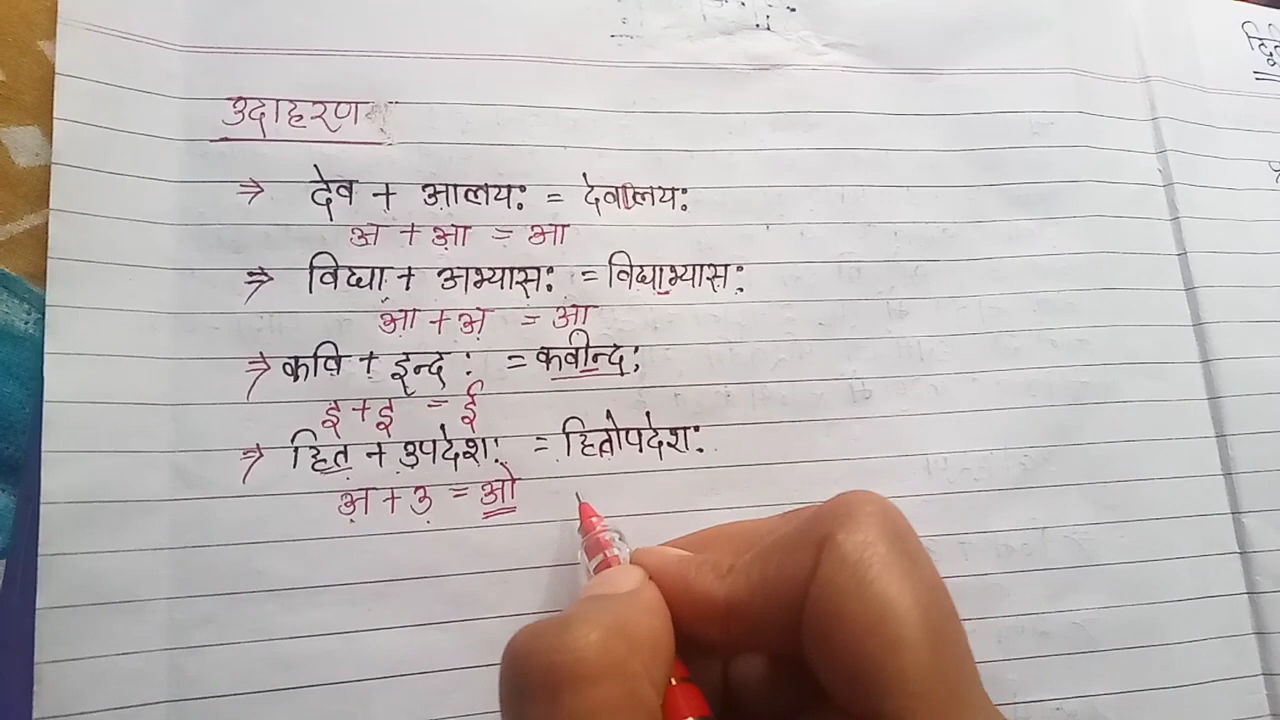 उदाहरण
⇒ देव + आलयः = देवालयः
अ + आ = आ
⇒ विद्या + अभ्यासः = विद्याभ्यासः
आ + अ = आ
⇒ कवि + इन्दः = कवीन्दः
इ + इ = ई
⇒ हित + उपदेशः = हितोपदेशः
अ + उ = ओ